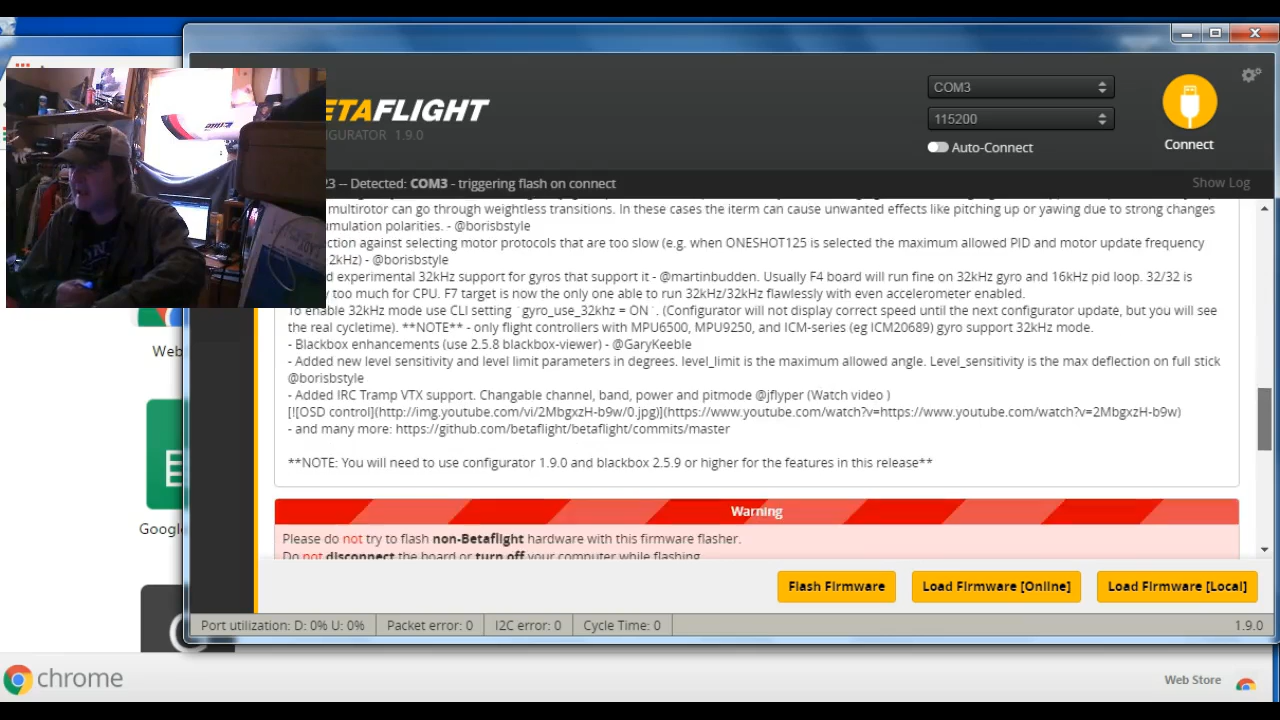 COM3
ETAFLIGHT
115200
IGURATOR 1.9.0
Connect
Auto-Connect
23 -- Detected: COM3 - triggering flash on connect
Show Log
multirotor can go through weightless transitions. In these cases the iterm can cause unwanted effects like pitching up or yawing due to strong changes
umulation polarities. - @borisbstyle
ction against selecting motor protocols that are too slow (e.g. when ONESHOT125 is selected the maximum allowed PID and motor update frequency
2kHz) - @borisbstyle
d experimental 32kHz support for gyros that support it - @martinbudden. Usually F4 board will run fine on 32kHz gyro and 16kHz pid loop. 32/32 is
too much for CPU. F7 target is now the only one able to run 32kHz/32kHz flawlessly with even accelerometer enabled.
To enable 32kHz mode use CLI setting `gyro_use_32khz = ON`. (Configurator will not display correct speed until the next configurator update, but you will see
the real cycletime). **NOTE** - only flight controllers with MPU6500, MPU9250, and ICM-series (eg ICM20689) gyro support 32kHz mode.
- Blackbox enhancements (use 2.5.8 blackbox-viewer) - @GaryKeeble
- Added new level sensitivity and level limit parameters in degrees. level_limit is the maximum allowed angle. Level_sensitivity is the max deflection on full stick
@borisbstyle
- Added IRC Tramp VTX support. Changable channel, band, power and pitmode @jflyper (Watch video )
[![OSD control](http://img.youtube.com/vi/2MbgxzH-b9w/0.jpg)](https://www.youtube.com/watch?v=https://www.youtube.com/watch?v=2MbgxzH-b9w)
- and many more: https://github.com/betaflight/betaflight/commits/master
**NOTE: You will need to use configurator 1.9.0 and blackbox 2.5.9 or higher for the features in this release**
Warning
Please do not try to flash non-Betaflight hardware with this firmware flasher.
Do not disconnect the board or turn off your computer while flashing
Flash Firmware
Load Firmware [Online]
Load Firmware [Local]
Port utilization: D: 0% U: 0%
Packet error: 0
I2C error: 0
Cycle Time: 0
1.9.0
Web
Googl
chrome
Web Store